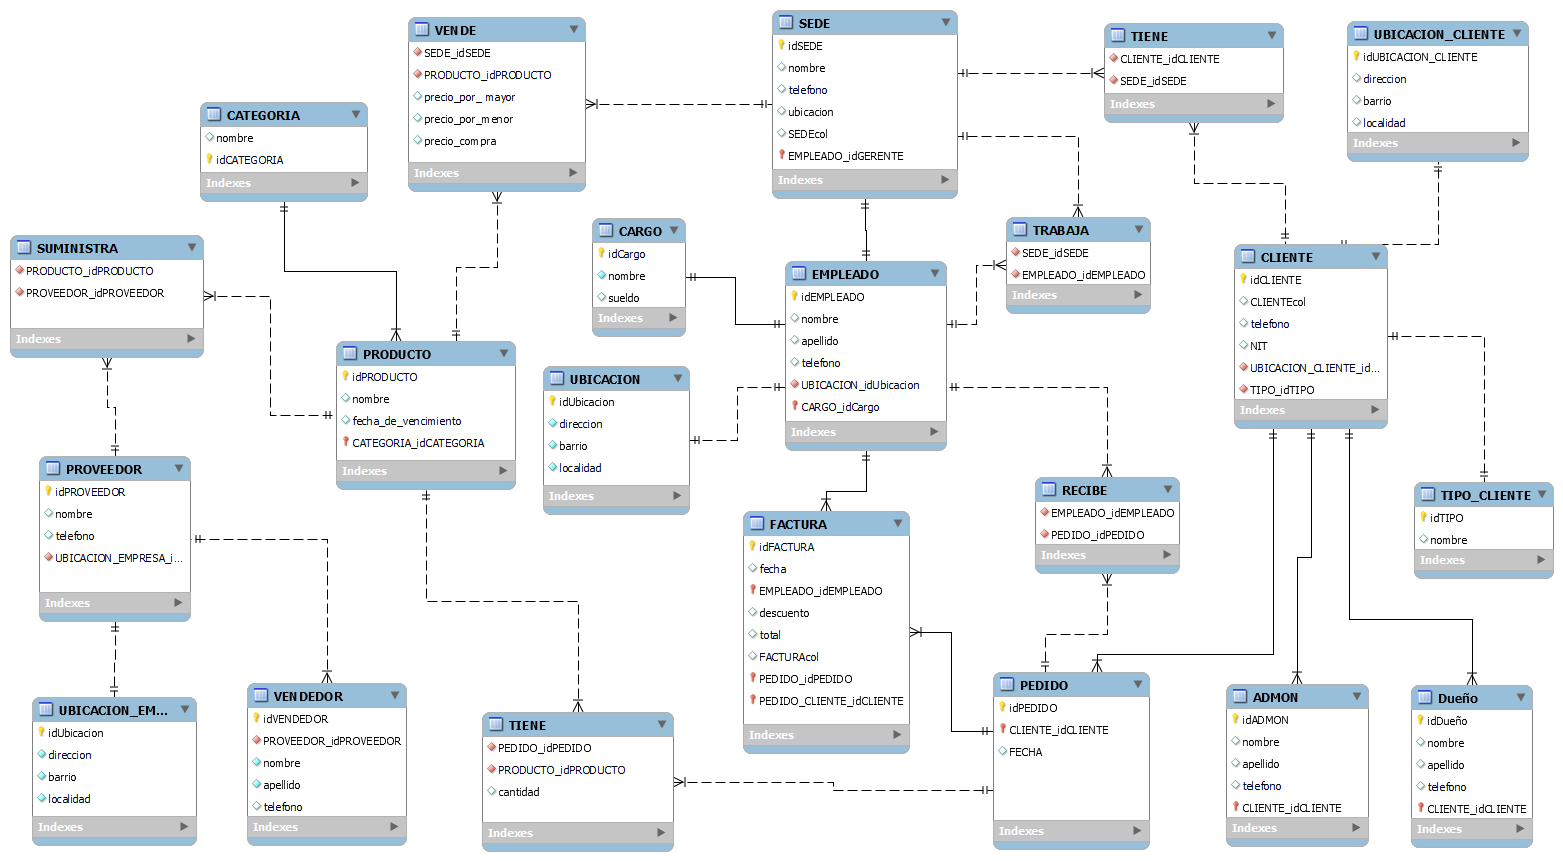 VENDE
SEDE_idSEDE
PRODUCTO_idPRODUCTO
precio_por_ mayor
precio_por_menor
precio_compra
Indexes
SEDE
idSEDE
nombre
telefono
ubicacion
SEDEcol
EMPLEADO_idGERENTE
Indexes
TIENE
CLIENTE_idCLIENTE
SEDE_idSEDE
Indexes
UBICACION_CLIENTE
idUBICACION_CLIENTE
direccion
barrio
localidad
Indexes
CATEGORIA
nombre
idCATEGORIA
Indexes
SUMINISTRA
PRODUCTO_idPRODUCTO
PROVEEDOR_idPROVEEDOR
Indexes
CARGO
idCargo
nombre
sueldo
Indexes
TRABAJA
SEDE_idSEDE
EMPLEADO_idEMPLEADO
Indexes
EMPLEADO
idEMPLEADO
nombre
apellido
telefono
UBICACION_idUbicacion
CARGO_idCargo
Indexes
CLIENTE
idCLIENTE
CLIENTEcol
telefono
NIT
UBICACION_CLIENTE_id...
TIPO_idTIPO
Indexes
PRODUCTO
idPRODUCTO
nombre
fecha_de_vencimiento
CATEGORIA_idCATEGORIA
Indexes
UBICACION
idUbicacion
direccion
barrio
localidad
Indexes
PROVEEDOR
idPROVEEDOR
nombre
telefono
UBICACION_EMPRESA_i...
Indexes
RECIBE
EMPLEADO_idEMPLEADO
PEDIDO_idPEDIDO
Indexes
TIPO_CLIENTE
idTIPO
nombre
Indexes
FACTURA
idFACTURA
fecha
EMPLEADO_idEMPLEADO
descuento
total
FACTURAcol
PEDIDO_idPEDIDO
PEDIDO_CLIENTE_idCLIENTE
Indexes
UBICACION_EM...
idUbicacion
direccion
barrio
localidad
Indexes
VENDEDOR
idVENDEDOR
PROVEEDOR_idPROVEEDOR
nombre
apellido
telefono
Indexes
TIENE
PEDIDO_idPEDIDO
PRODUCTO_idPRODUCTO
cantidad
Indexes
PEDIDO
idPEDIDO
CLIENTE_idCLIENTE
FECHA
Indexes
ADMON
idADMON
nombre
apellido
telefono
CLIENTE_idCLIENTE
Indexes
Dueño
idDueño
nombre
apellido
telefono
CLIENTE_idCLIENTE
Indexes